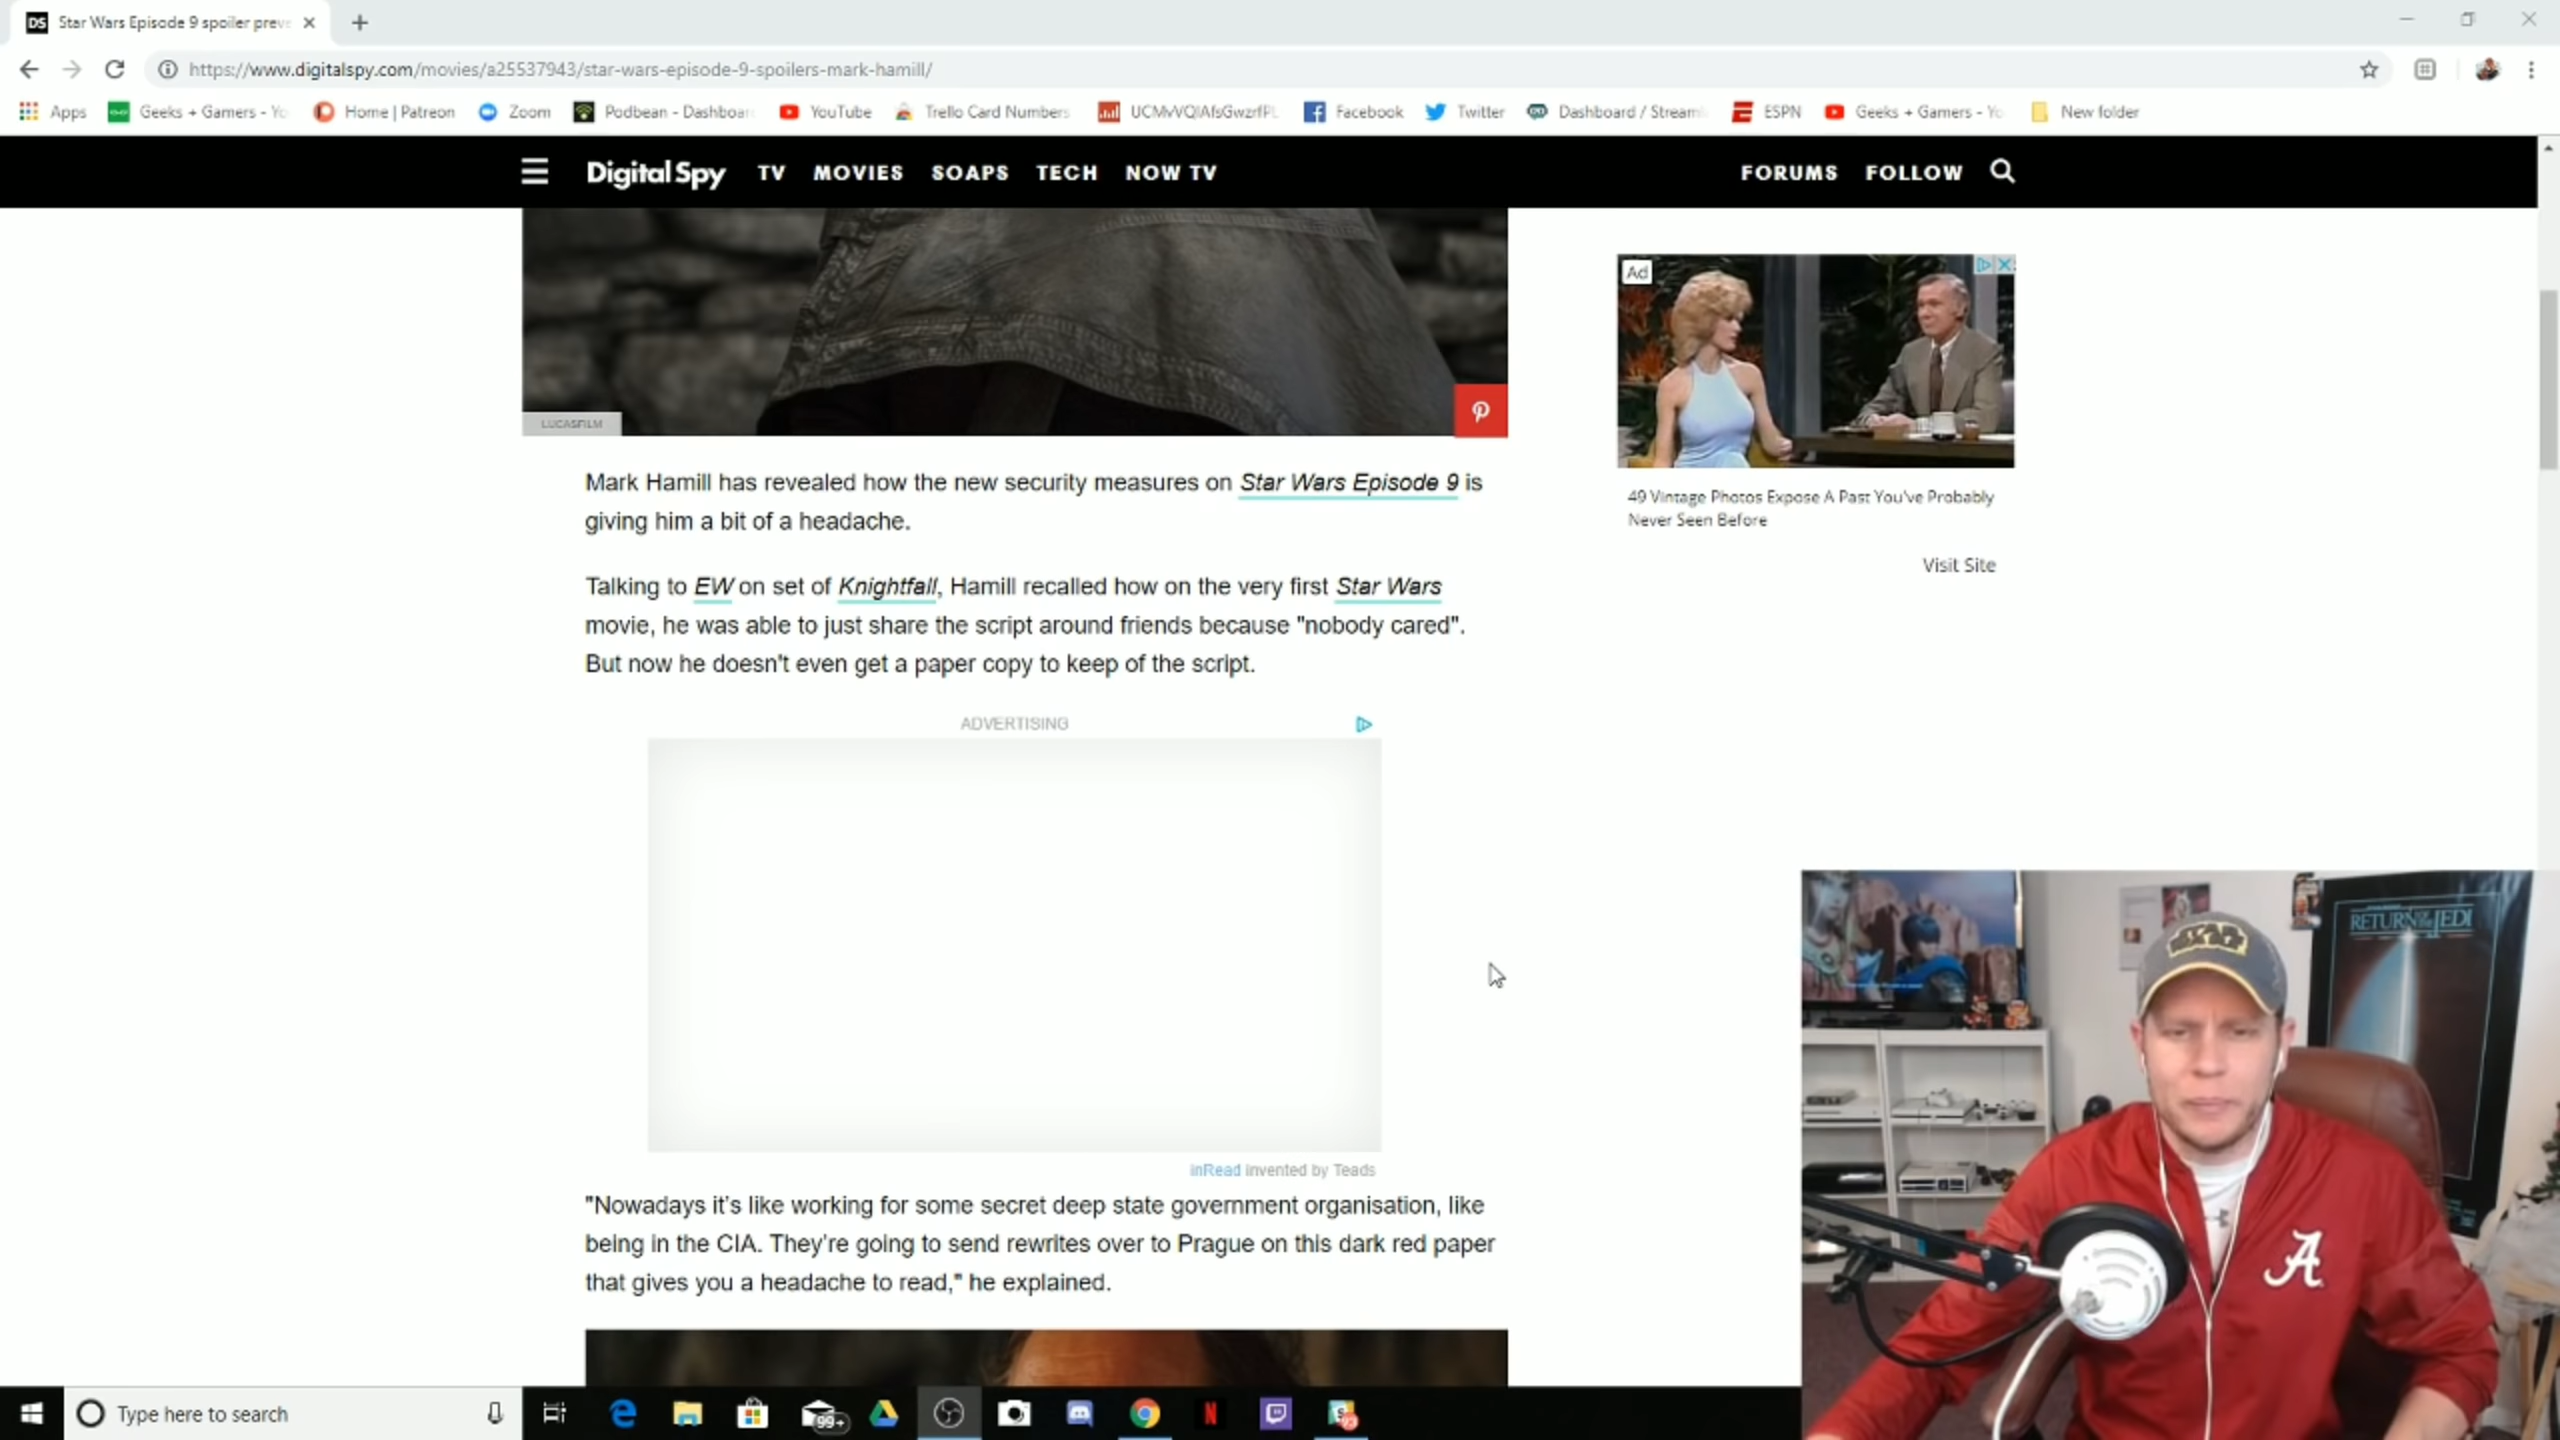 DS Star Wars Episode 9 spoiler prev
https://www.digitalspy.com/movies/a25537943/star-wars-episode-9-spoilers-mark-hamill/
Apps Geeks + Gamers - Yo Home | Patreon Zoom Podbean - Dashboar YouTube Trello Card Numbers Facebook Twitter Dashboard / Stream ESPN Geeks + Gamers - Yo New folder
Digital Spy TV MOVIES SOAPS TECH NOW TV FORUMS FOLLOW
Ad
LUCASFILM
Mark Hamill has revealed how the new security measures on Star Wars Episode 9 is
giving him a bit of a headache.
49 Vintage Photos Expose A Past You've Probably
Never Seen Before
Visit Site
Talking to EW on set of Knightfall, Hamill recalled how on the very first Star Wars
movie, he was able to just share the script around friends because "nobody cared".
But now he doesn't even get a paper copy to keep of the script.
ADVERTISING
inRead invented by Teads
"Nowadays it's like working for some secret deep state government organisation, like
being in the CIA. They're going to send rewrites over to Prague on this dark red paper
that gives you a headache to read," he explained.
RETURN OF THE JEDI
STAR WARS
A
Type here to search
99+
93